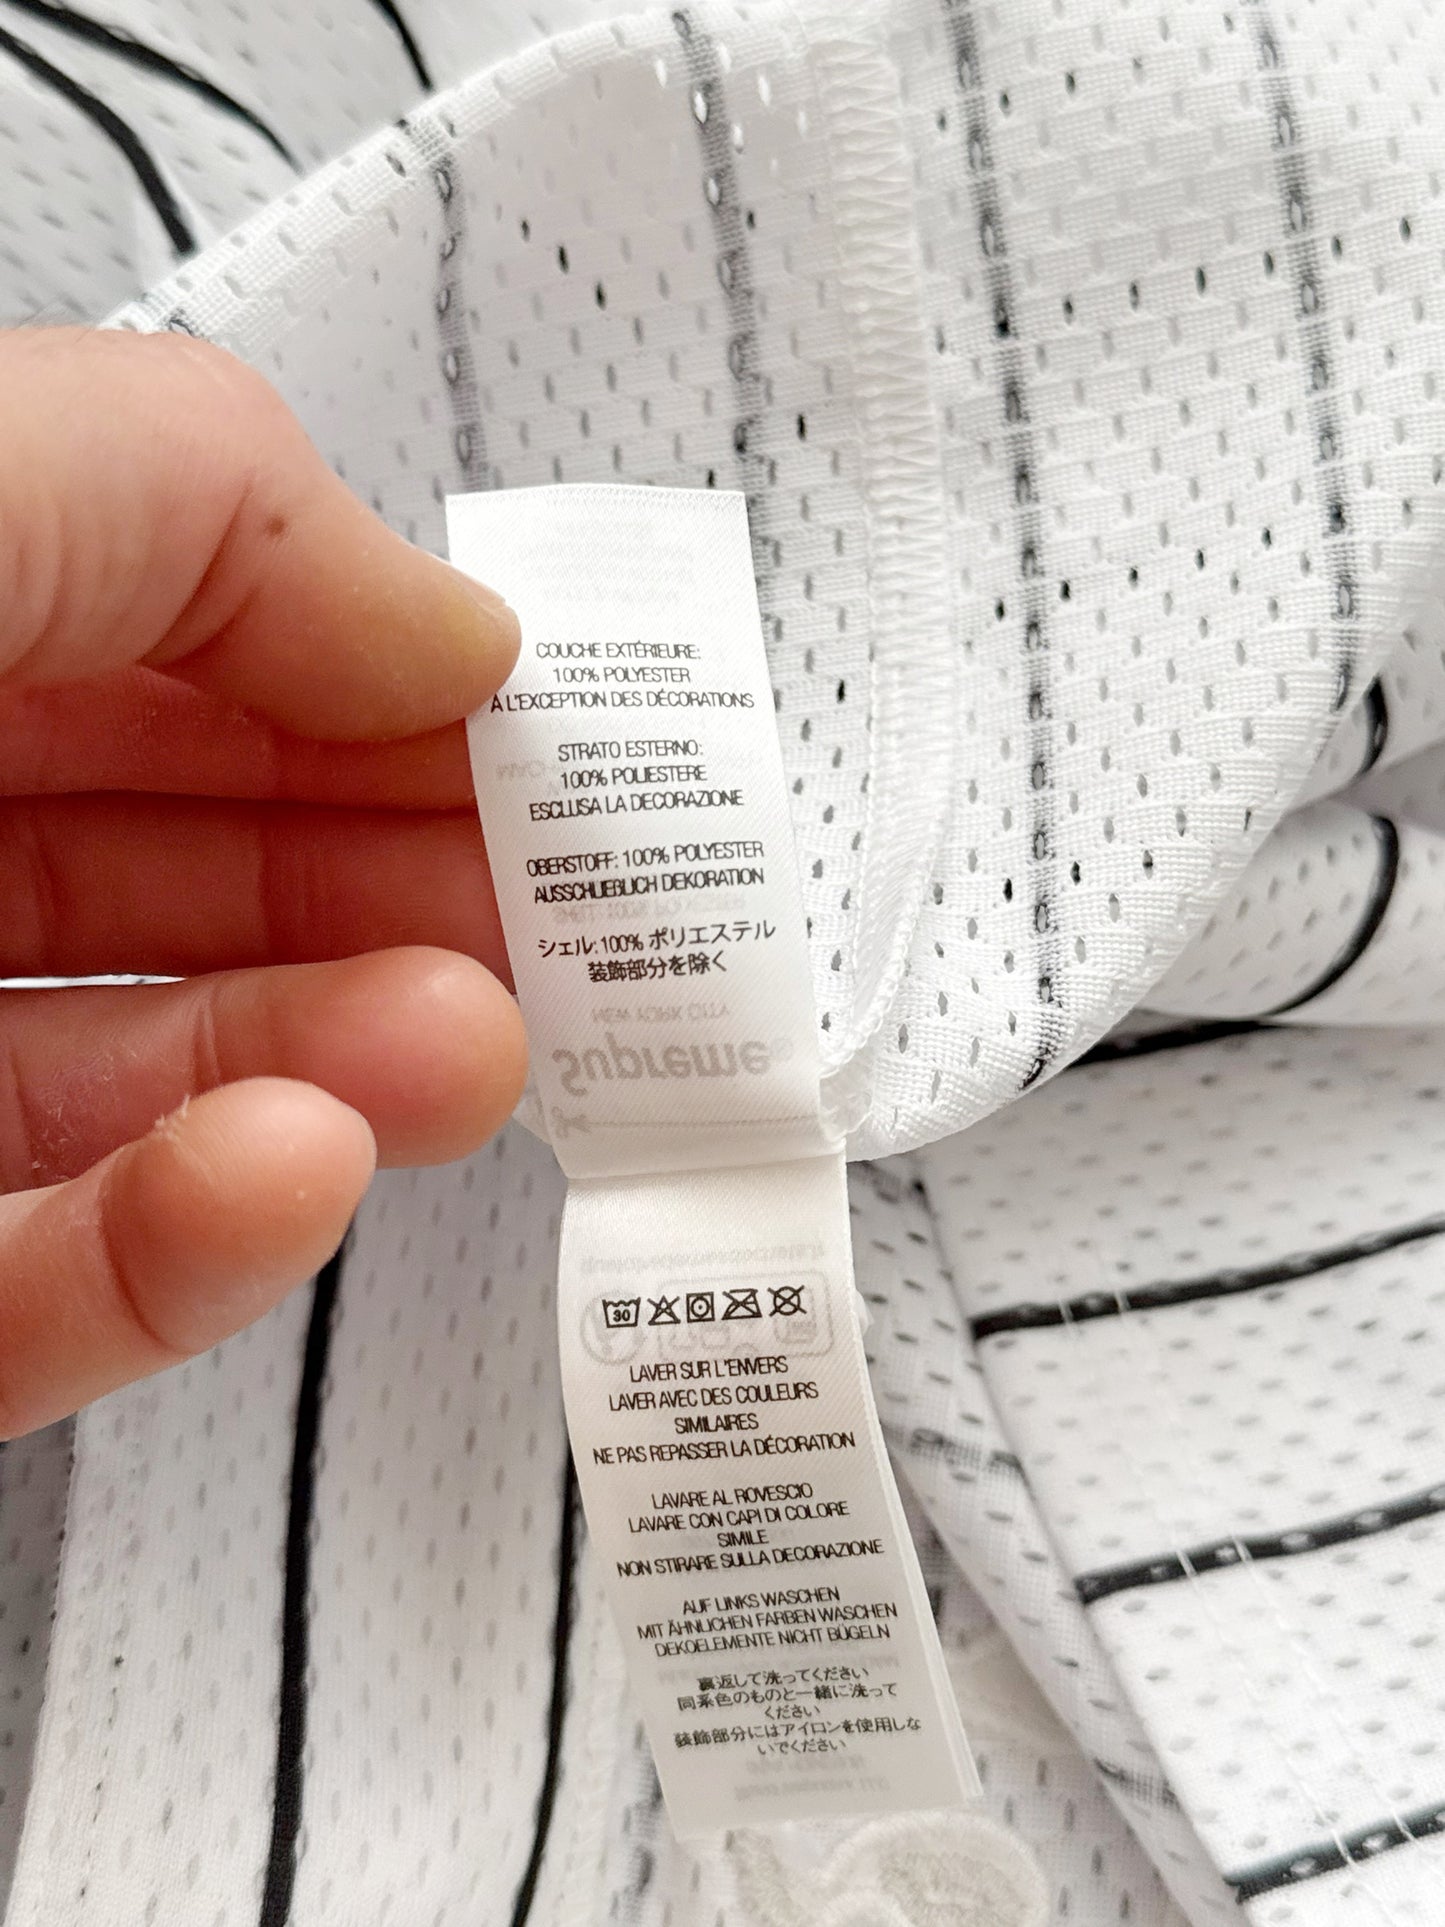 COUCHE EXTÉRIEURE:
100% POLYESTER
À L'EXCEPTION DES DÉCORATIONS
STRATO ESTERNO:
100% POLIESTERE
ESCLUSA LA DECORAZIONE
OBERSTOFF: 100% POLYESTER
AUSSCHLIEßLICH DEKORATION
シェル:100% ポリエステル
装飾部分を除く
NEW YORK CITY
Supreme
30
LAVER SUR L'ENVERS
LAVER AVEC DES COULEURS
SIMILAIRES
NE PAS REPASSER LA DÉCORATION
LAVARE AL ROVESCIO
LAVARE CON CAPI DI COLORE
SIMILE
NON STIRARE SULLA DECORAZIONE
AUF LINKS WASCHEN
MIT ÄHNLICHEN FARBEN WASCHEN
DEKOELEMENTE NICHT BÜGELN
裏返して洗ってください
同系色のものと一緒に洗って
ください
装飾部分にはアイロンを使用しな
いでください